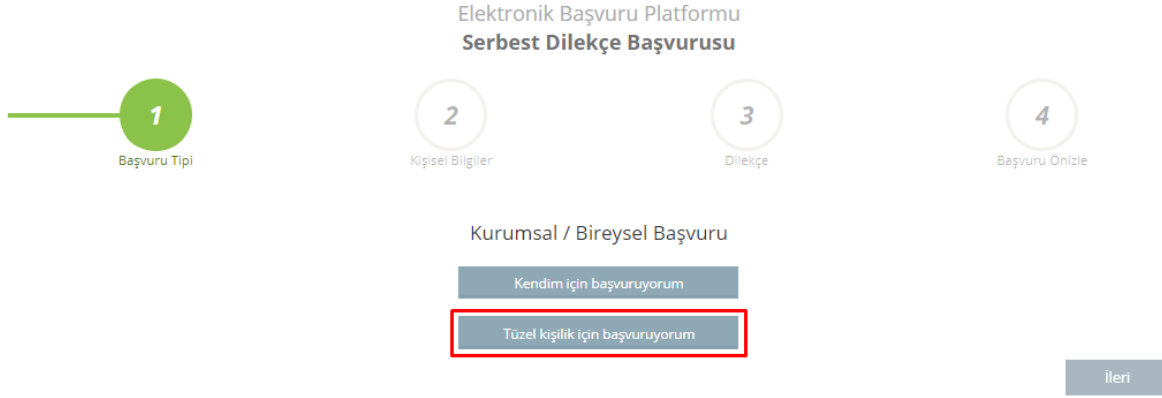 Elektronik Başvuru Platformu
Serbest Dilekçe Başvurusu
1
2
3
4
Başvuru Tipi
Kişisel Bilgiler
Dilekçe
Başvuru Önizle
Kurumsal / Bireysel Başvuru
Kendim için başvuruyorum
Tüzel kişilik için başvuruyorum
İleri